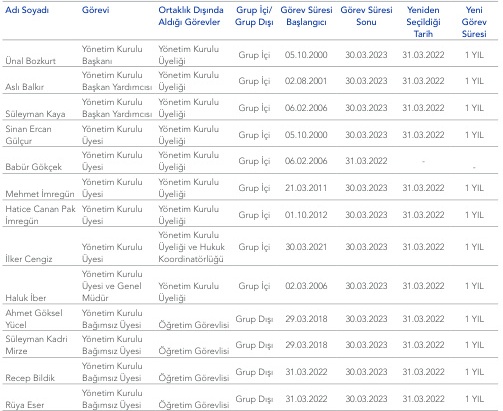 Adı Soyadı Görevi Ortaklık Dışında Aldığı Görevler Grup İçi/ Grup Dışı Görev Süresi Başlangıcı Görev Süresi Sonu Yeniden Seçildiği Tarih Yeni Görev Süresi
Ünal Bozkurt Yönetim Kurulu Başkanı Yönetim Kurulu Üyeliği Grup İçi 05.10.2000 30.03.2023 31.03.2022 1 YIL
Aslı Balkır Yönetim Kurulu Başkan Yardımcısı Yönetim Kurulu Üyeliği Grup İçi 02.08.2001 30.03.2023 31.03.2022 1 YIL
Süleyman Kaya Yönetim Kurulu Başkan Yardımcısı Yönetim Kurulu Üyeliği Grup İçi 06.02.2006 30.03.2023 31.03.2022 1 YIL
Sinan Ercan Gülçur Yönetim Kurulu Üyesi Yönetim Kurulu Üyeliği Grup İçi 05.10.2000 30.03.2023 31.03.2022 1 YIL
Babür Gökçek Yönetim Kurulu Üyesi Yönetim Kurulu Üyeliği Grup İçi 06.02.2006 31.03.2022 - -
Mehmet İmregün Yönetim Kurulu Üyesi Yönetim Kurulu Üyeliği Grup İçi 21.03.2011 30.03.2023 31.03.2022 1 YIL
Hatice Canan Pak İmregün Yönetim Kurulu Üyesi Yönetim Kurulu Üyeliği Grup İçi 01.10.2012 30.03.2023 31.03.2022 1 YIL
İlker Cengiz Yönetim Kurulu Üyesi Yönetim Kurulu Üyeliği ve Hukuk Koordinatörlüğü Grup İçi 30.03.2021 30.03.2023 31.03.2022 1 YIL
Haluk İber Yönetim Kurulu Üyesi ve Genel Müdür Yönetim Kurulu Üyeliği Grup İçi 02.03.2006 30.03.2023 31.03.2022 1 YIL
Ahmet Göksel Yücel Yönetim Kurulu Bağımsız Üyesi Öğretim Görevlisi Grup Dışı 29.03.2018 30.03.2023 31.03.2022 1 YIL
Süleyman Kadri Mirze Yönetim Kurulu Bağımsız Üyesi Öğretim Görevlisi Grup Dışı 29.03.2018 30.03.2023 31.03.2022 1 YIL
Recep Bildik Yönetim Kurulu Bağımsız Üyesi Öğretim Görevlisi Grup Dışı 31.03.2022 30.03.2023 31.03.2022 1 YIL
Rüya Eser Yönetim Kurulu Bağımsız Üyesi Öğretim Görevlisi Grup Dışı 31.03.2022 30.03.2023 31.03.2022 1 YIL